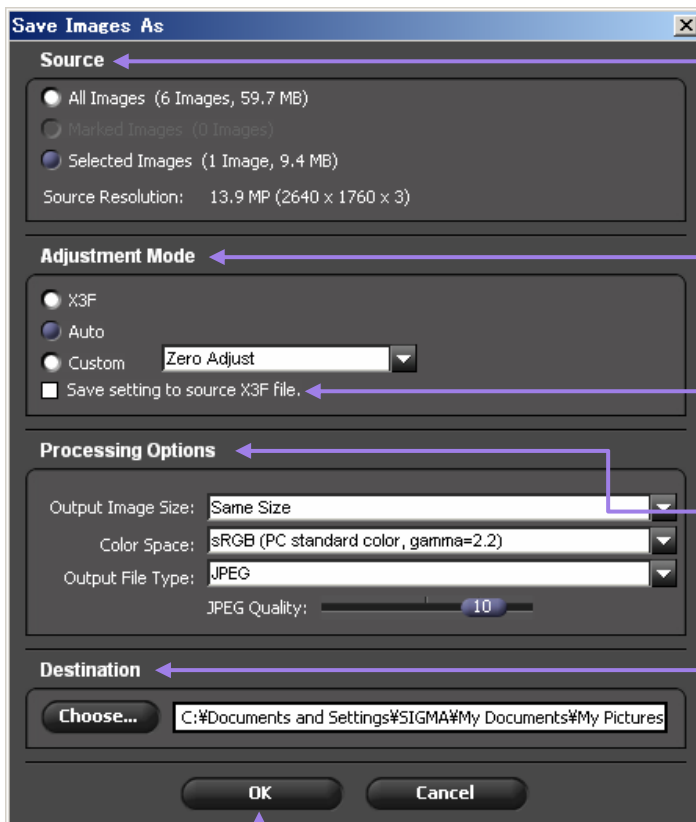 Save Images As
Source
All Images (6 Images, 59.7 MB)
Marked Images (0 Images)
Selected Images (1 Image, 9.4 MB)
Source Resolution: 13.9 MP (2640 x 1760 x 3)
Adjustment Mode
X3F
Auto
Custom Zero Adjust
Save setting to source X3F file.
Processing Options
Output Image Size: Same Size
Color Space: sRGB (PC standard color, gamma=2.2)
Output File Type: JPEG
JPEG Quality: 10
Destination
Choose... C:¥Documents and Settings¥SIGMA¥My Documents¥My Pictures
OK Cancel